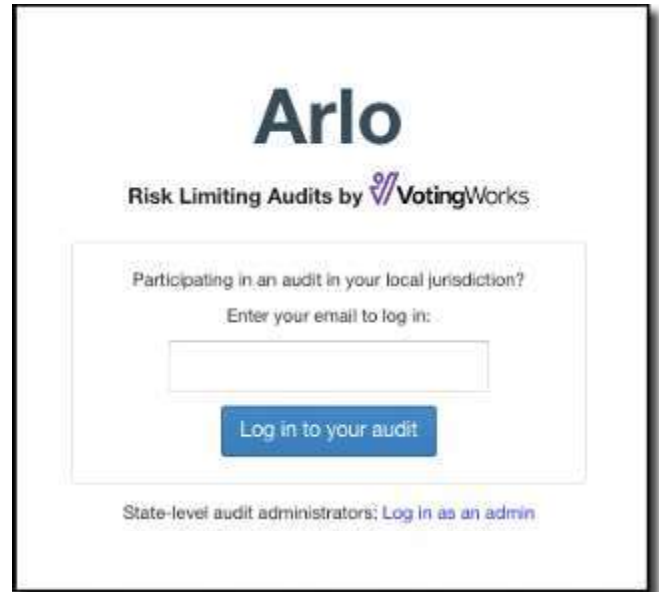 Arlo
Risk Limiting Audits by VotingWorks
Participating in an audit in your local jurisdiction?
Enter your email to log in:
Log in to your audit
State-level audit administrators: Log in as an admin